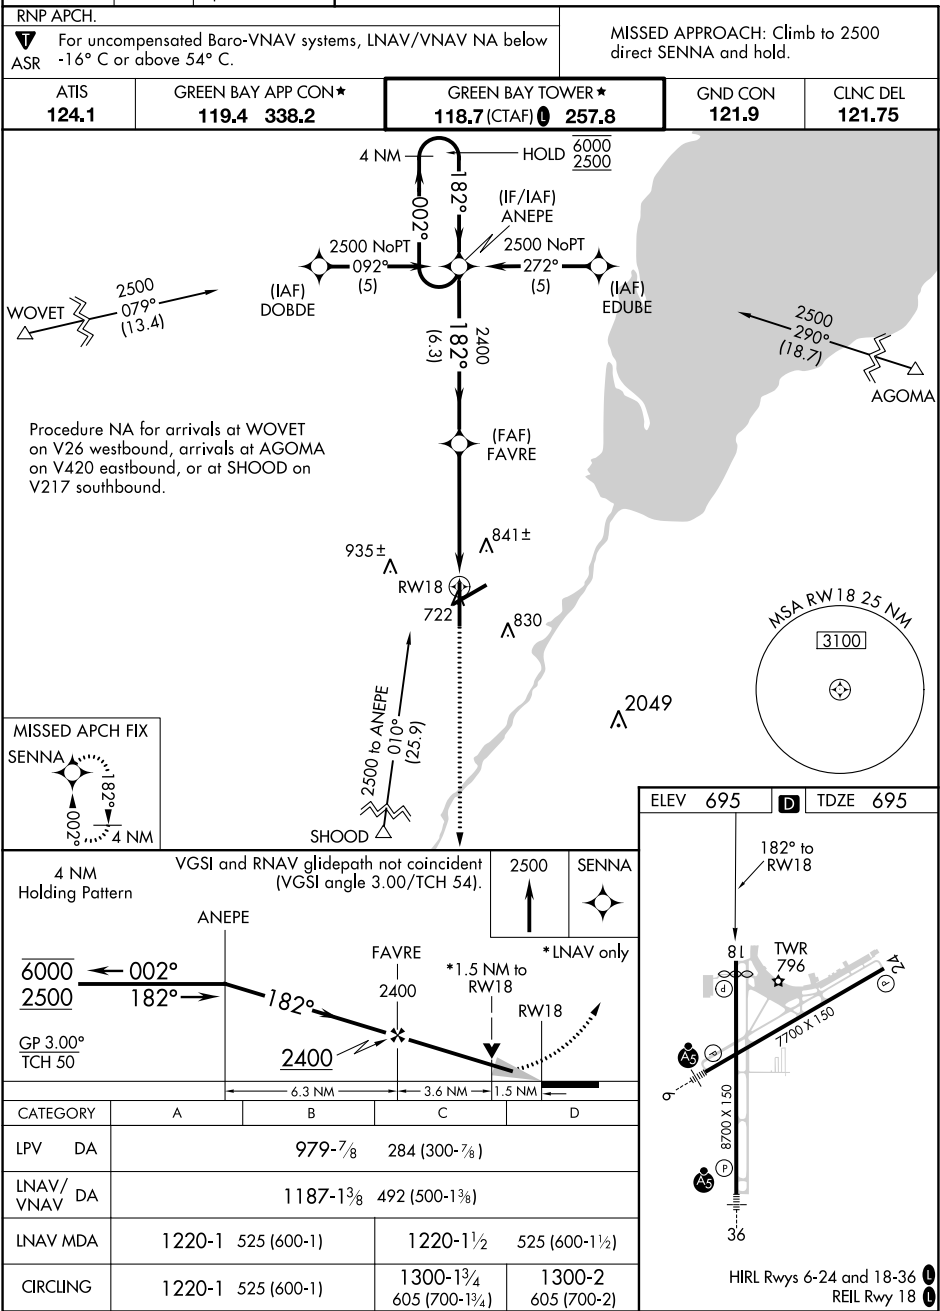 RNP APCH.
T
ASR
For uncompensated Baro-VNAV systems, LNAV/VNAV NA below
-16° C or above 54° C.
MISSED APPROACH: Climb to 2500
direct SENNA and hold.
ATIS
124.1
GREEN BAY APP CON★
119.4 338.2
GREEN BAY TOWER★
118.7 (CTAF) L 257.8
GND CON
121.9
CLNC DEL
121.75
4 NM
HOLD
6000
2500
182°
002°
(IF/IAF)
ANEPE
2500 NoPT
092°
(5)
2500 NoPT
272°
(5)
(IAF)
DOBDE
(IAF)
EDUBE
WOVET
2500
079°
(13.4)
2400
182°
(6.3)
2500
290°
(18.7)
AGOMA
Procedure NA for arrivals at WOVET
on V26 westbound, arrivals at AGOMA
on V420 eastbound, or at SHOOD on
V217 southbound.
(FAF)
FAVRE
841±
935±
RW18
722
830
MSA RW18 25 NM
3100
2049
2500 to ANEPE
010°
(25.9)
SHOOD
MISSED APCH FIX
SENNA
182°
002°
4 NM
ELEV 695
D
TDZE 695
182° to
RW18
18
TWR
796
24
P
P
P
7700 X 150
A5
6
8700 X 150
P
A5
36
HIRL Rwys 6-24 and 18-36 L
REIL Rwy 18 L
4 NM
Holding Pattern
VGSI and RNAV glidepath not coincident
(VGSI angle 3.00/TCH 54).
2500
SENNA
ANEPE
FAVRE
*LNAV only
6000
2500
002°
182°
182°
2400
*1.5 NM to
RW18
RW18
2400
GP 3.00°
TCH 50
6.3 NM
3.6 NM
1.5 NM
CATEGORY A B C D
LPV DA 979-⅞ 284 (300-⅞)
LNAV/
VNAV DA 1187-1⅜ 492 (500-1⅜)
LNAV MDA 1220-1 525 (600-1) 1220-1½ 525 (600-1½)
CIRCLING 1220-1 525 (600-1) 1300-1¾ 1300-2
605 (700-1¾) 605 (700-2)